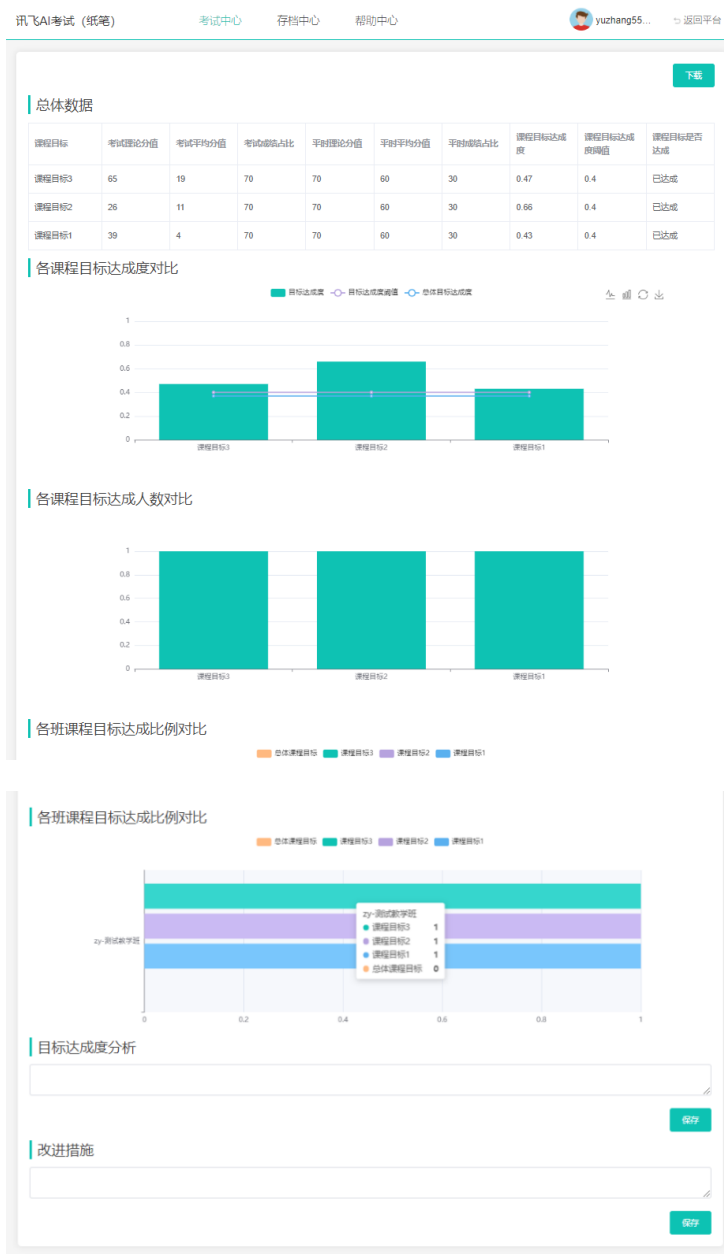 讯飞AI考试（纸笔） 考试中心 存档中心 帮助中心 yuzhang55... 返回平台
下载
总体数据
课程目标 考试理论分值 考试平均分值 考试成绩占比 平时理论分值 平时平均分值 平时成绩占比 课程目标达成度 课程目标达成度阈值 课程目标是否达成
课程目标3 65 19 70 70 60 30 0.47 0.4 已达成
课程目标2 26 11 70 70 60 30 0.66 0.4 已达成
课程目标1 39 4 70 70 60 30 0.43 0.4 已达成
各课程目标达成度对比
目标达成度 目标达成度阈值 总体目标达成度
1
0.8
0.6
0.4
0.2
0
课程目标3 课程目标2 课程目标1
各课程目标达成人数对比
1
0.8
0.6
0.4
0.2
0
课程目标3 课程目标2 课程目标1
各班课程目标达成比例对比
总体课程目标 课程目标3 课程目标2 课程目标1
各班课程目标达成比例对比
总体课程目标 课程目标3 课程目标2 课程目标1
zy-测试教学班
zy-测试教学班
课程目标3 1
课程目标2 1
课程目标1 1
总体课程目标 0
0 0.2 0.4 0.6 0.8 1
目标达成度分析
保存
改进措施
保存